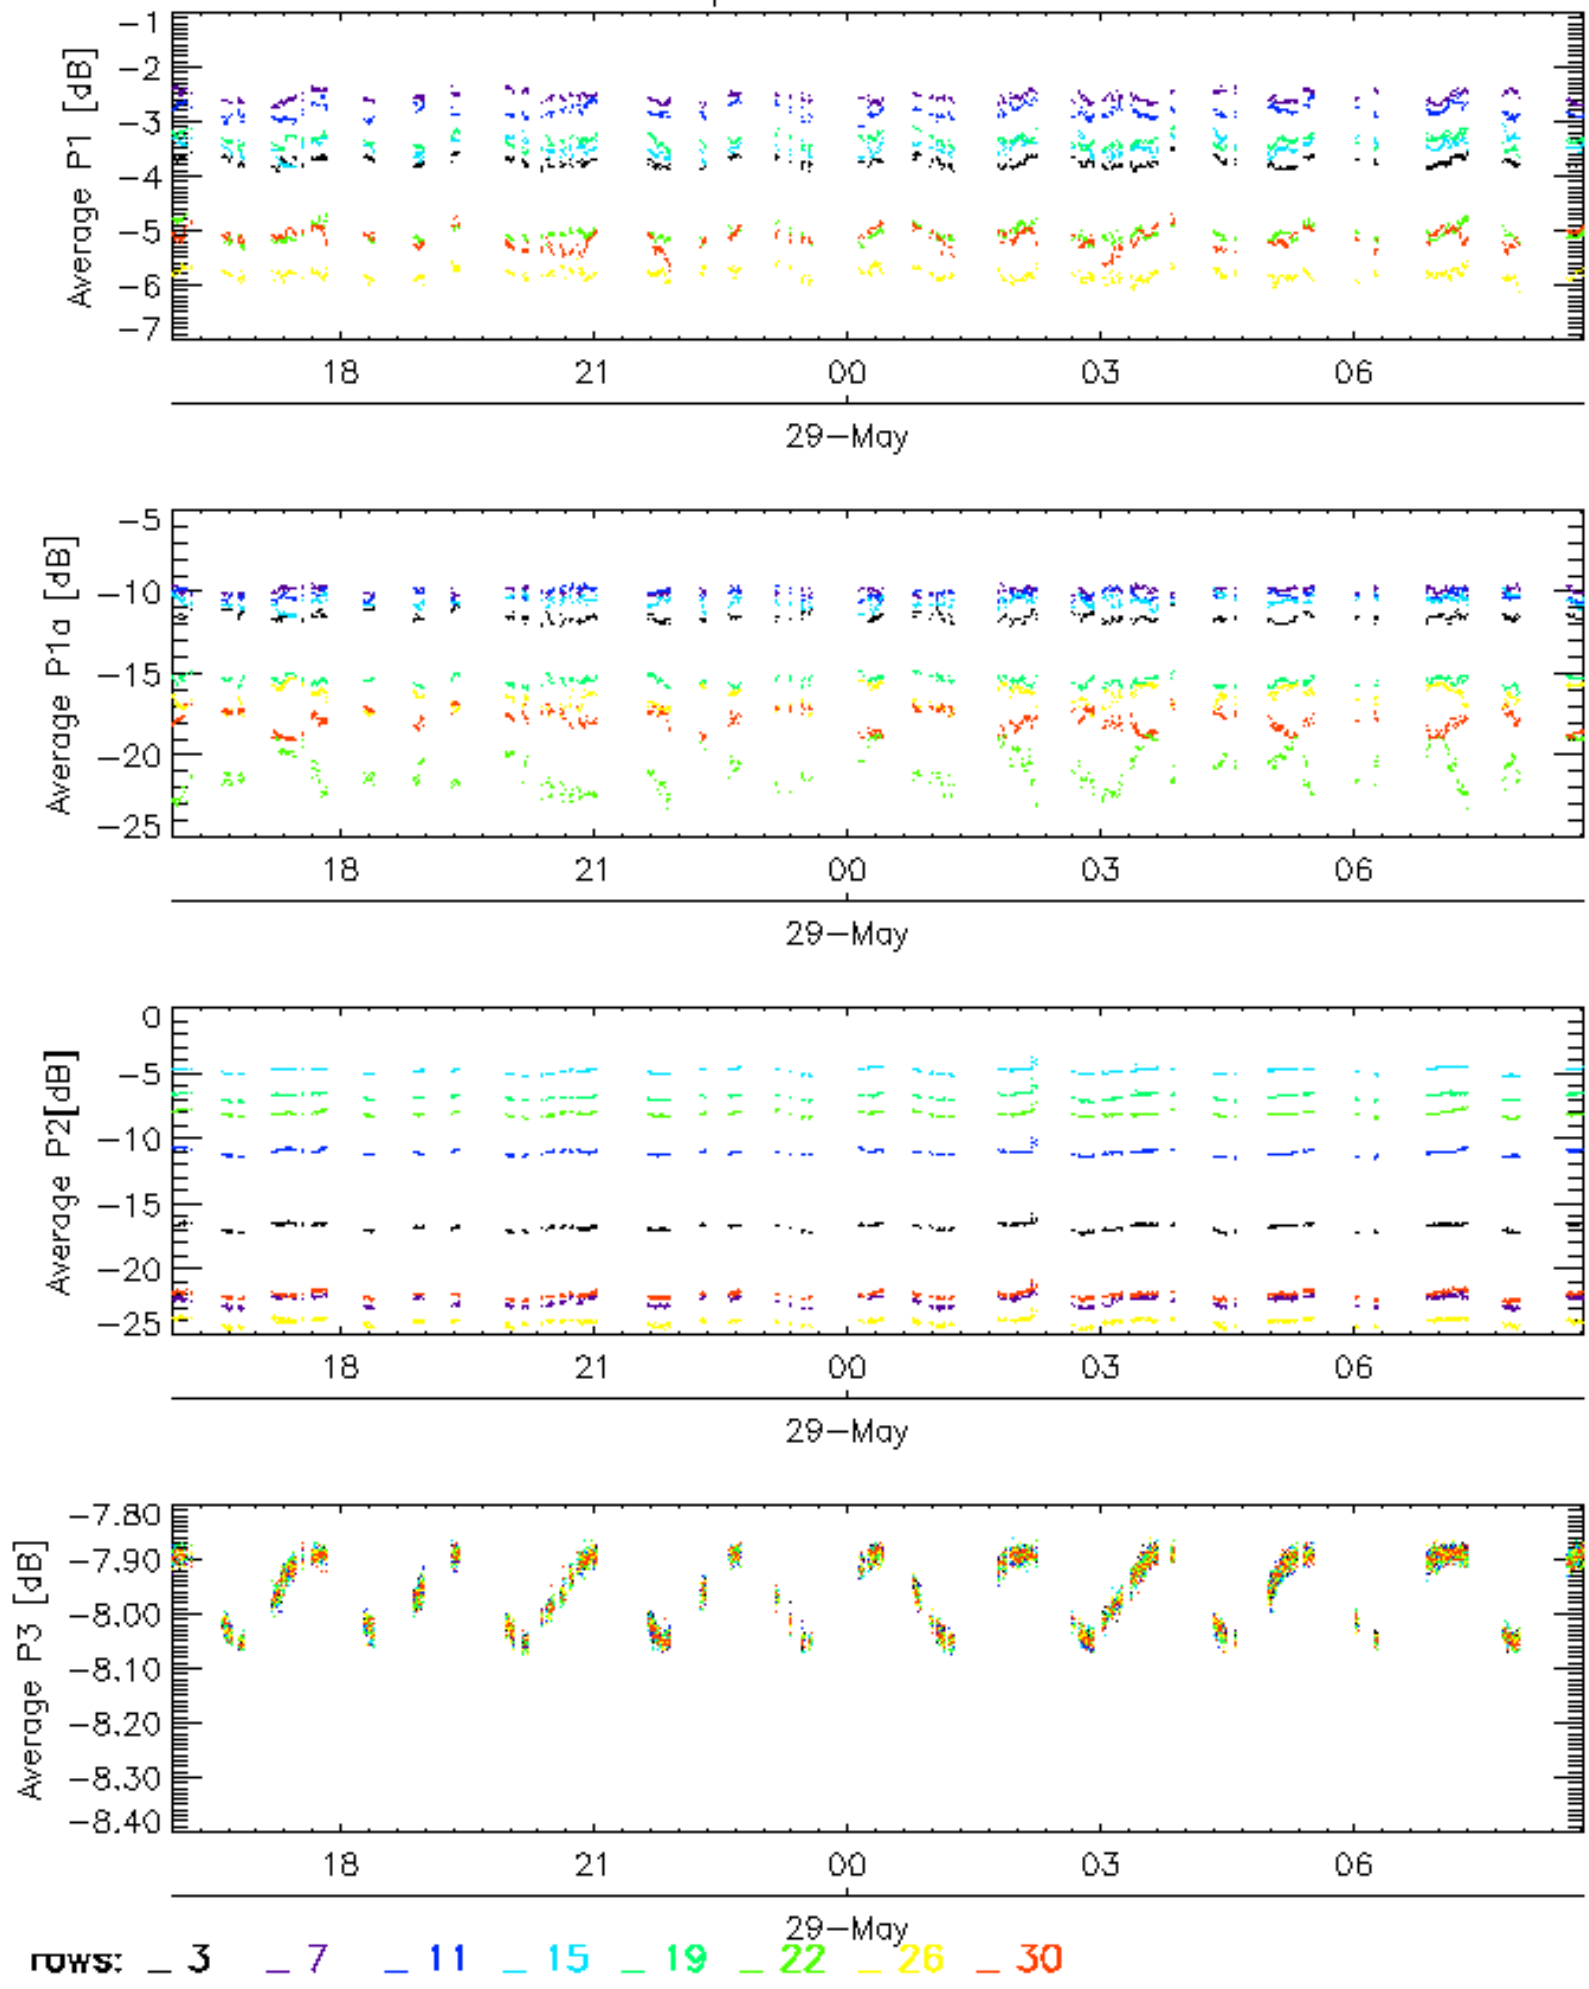 Average P1 [dB]
-1
-2
-3
-4
-5
-6
-7
18 21 00 03 06
29-May
Average P1a [dB]
-5
-10
-15
-20
-25
18 21 00 03 06
29-May
Average P2[dB]
0
-5
-10
-15
-20
-25
18 21 00 03 06
29-May
Average P3 [dB]
-7.80
-7.90
-8.00
-8.10
-8.20
-8.30
-8.40
18 21 00 03 06
29-May
rows: _ 3 _ 7 _ 11 _ 15 _ 19 _ 22 _ 26 _ 30